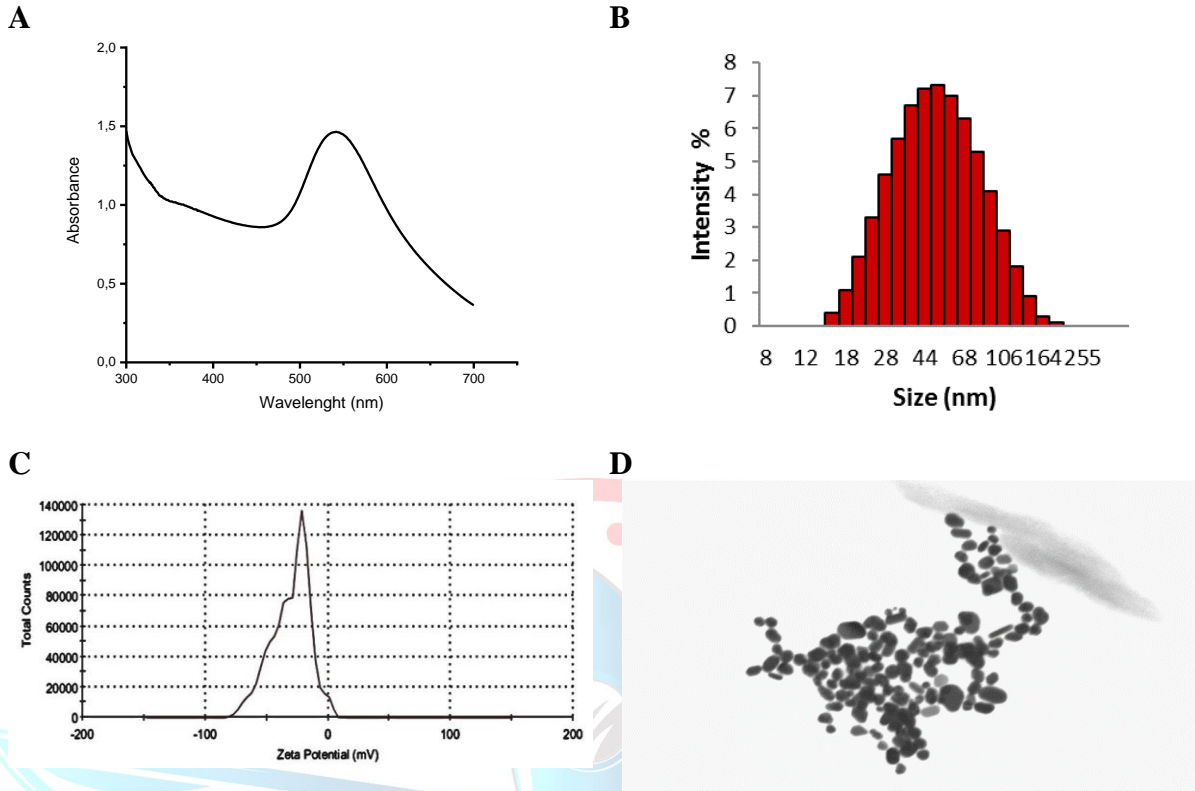 A
2,0
1,5
1,0
0,5
0,0
Absorbance
300 400 500 600 700
Wavelenght (nm)
B
8
7
6
5
4
3
2
1
0
Intensity %
8 12 18 28 44 68 106 164 255
Size (nm)
C
140000
120000
100000
80000
60000
40000
20000
0
Total Counts
-200 -100 0 100 200
Zeta Potential (mV)
D